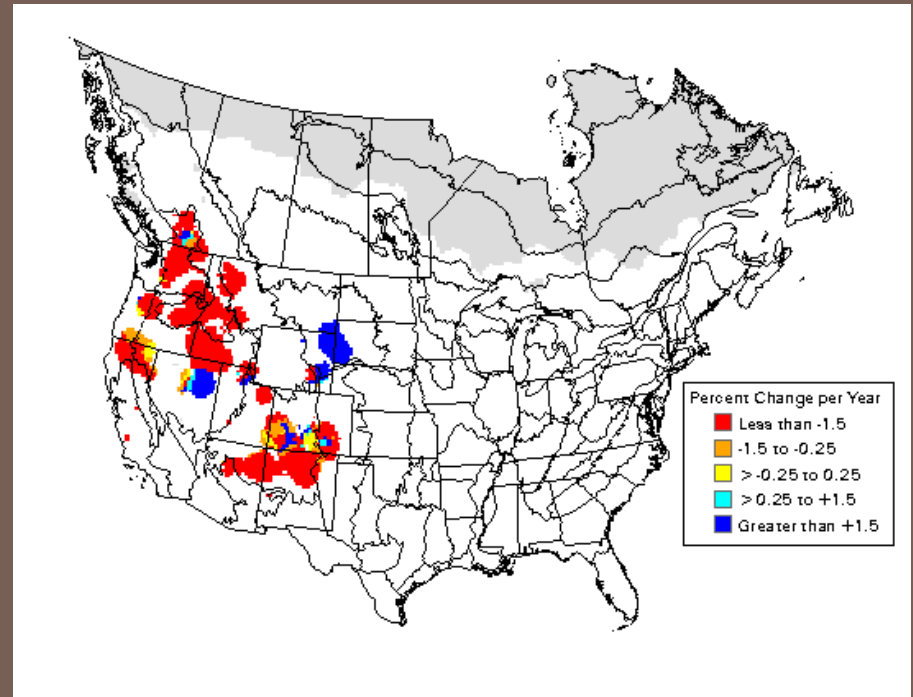 Percent Change per Year
Less than -1.5
-1.5 to -0.25
>-0.25 to 0.25
>0.25 to +1.5
Greater than +1.5